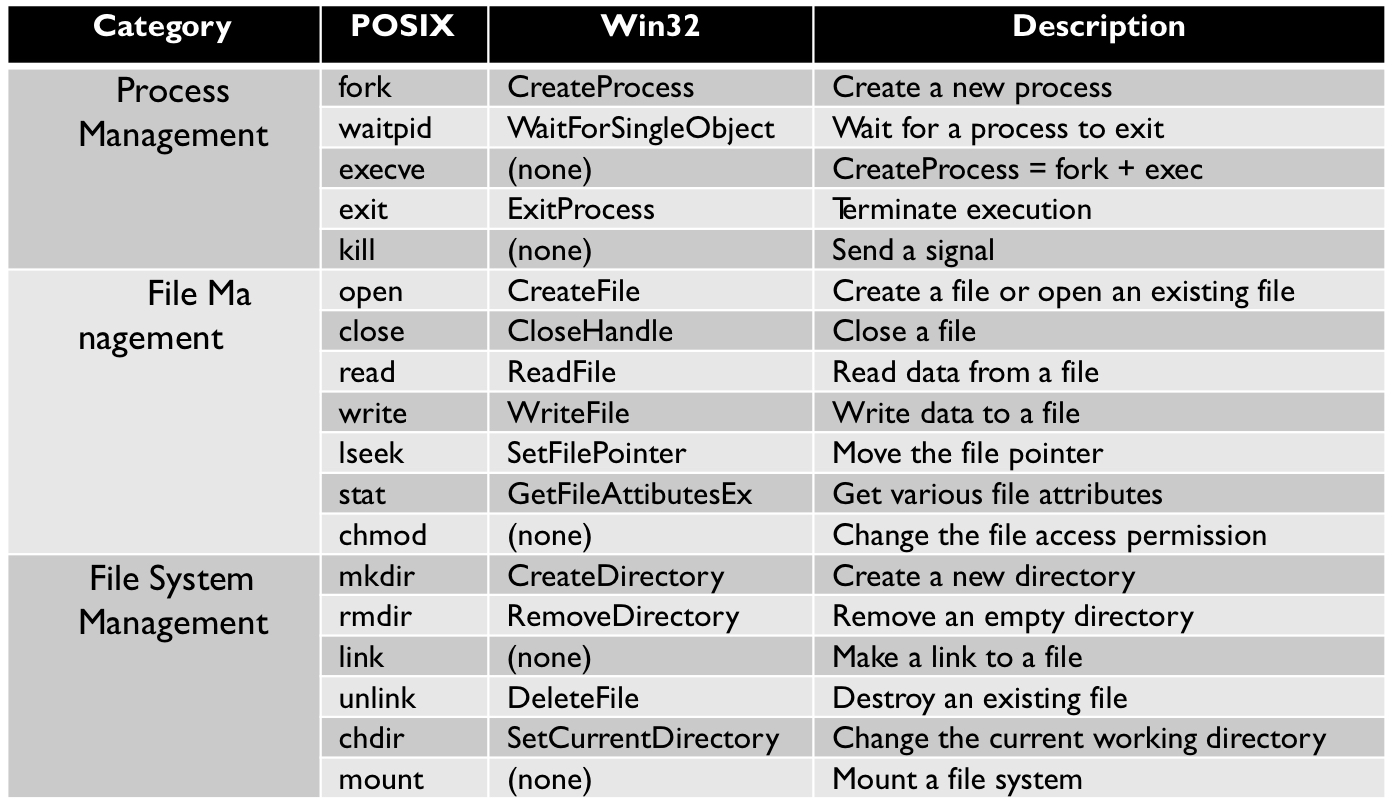 Category POSIX Win32 Description
Process Management fork CreateProcess Create a new process
waitpid WaitForSingleObject Wait for a process to exit
execve (none) CreateProcess = fork + exec
exit ExitProcess Terminate execution
kill (none) Send a signal
File Ma nagement open CreateFile Create a file or open an existing file
close CloseHandle Close a file
read ReadFile Read data from a file
write WriteFile Write data to a file
lseek SetFilePointer Move the file pointer
stat GetFileAttibutesEx Get various file attributes
chmod (none) Change the file access permission
File System Management mkdir CreateDirectory Create a new directory
rmdir RemoveDirectory Remove an empty directory
link (none) Make a link to a file
unlink DeleteFile Destroy an existing file
chdir SetCurrentDirectory Change the current working directory
mount (none) Mount a file system